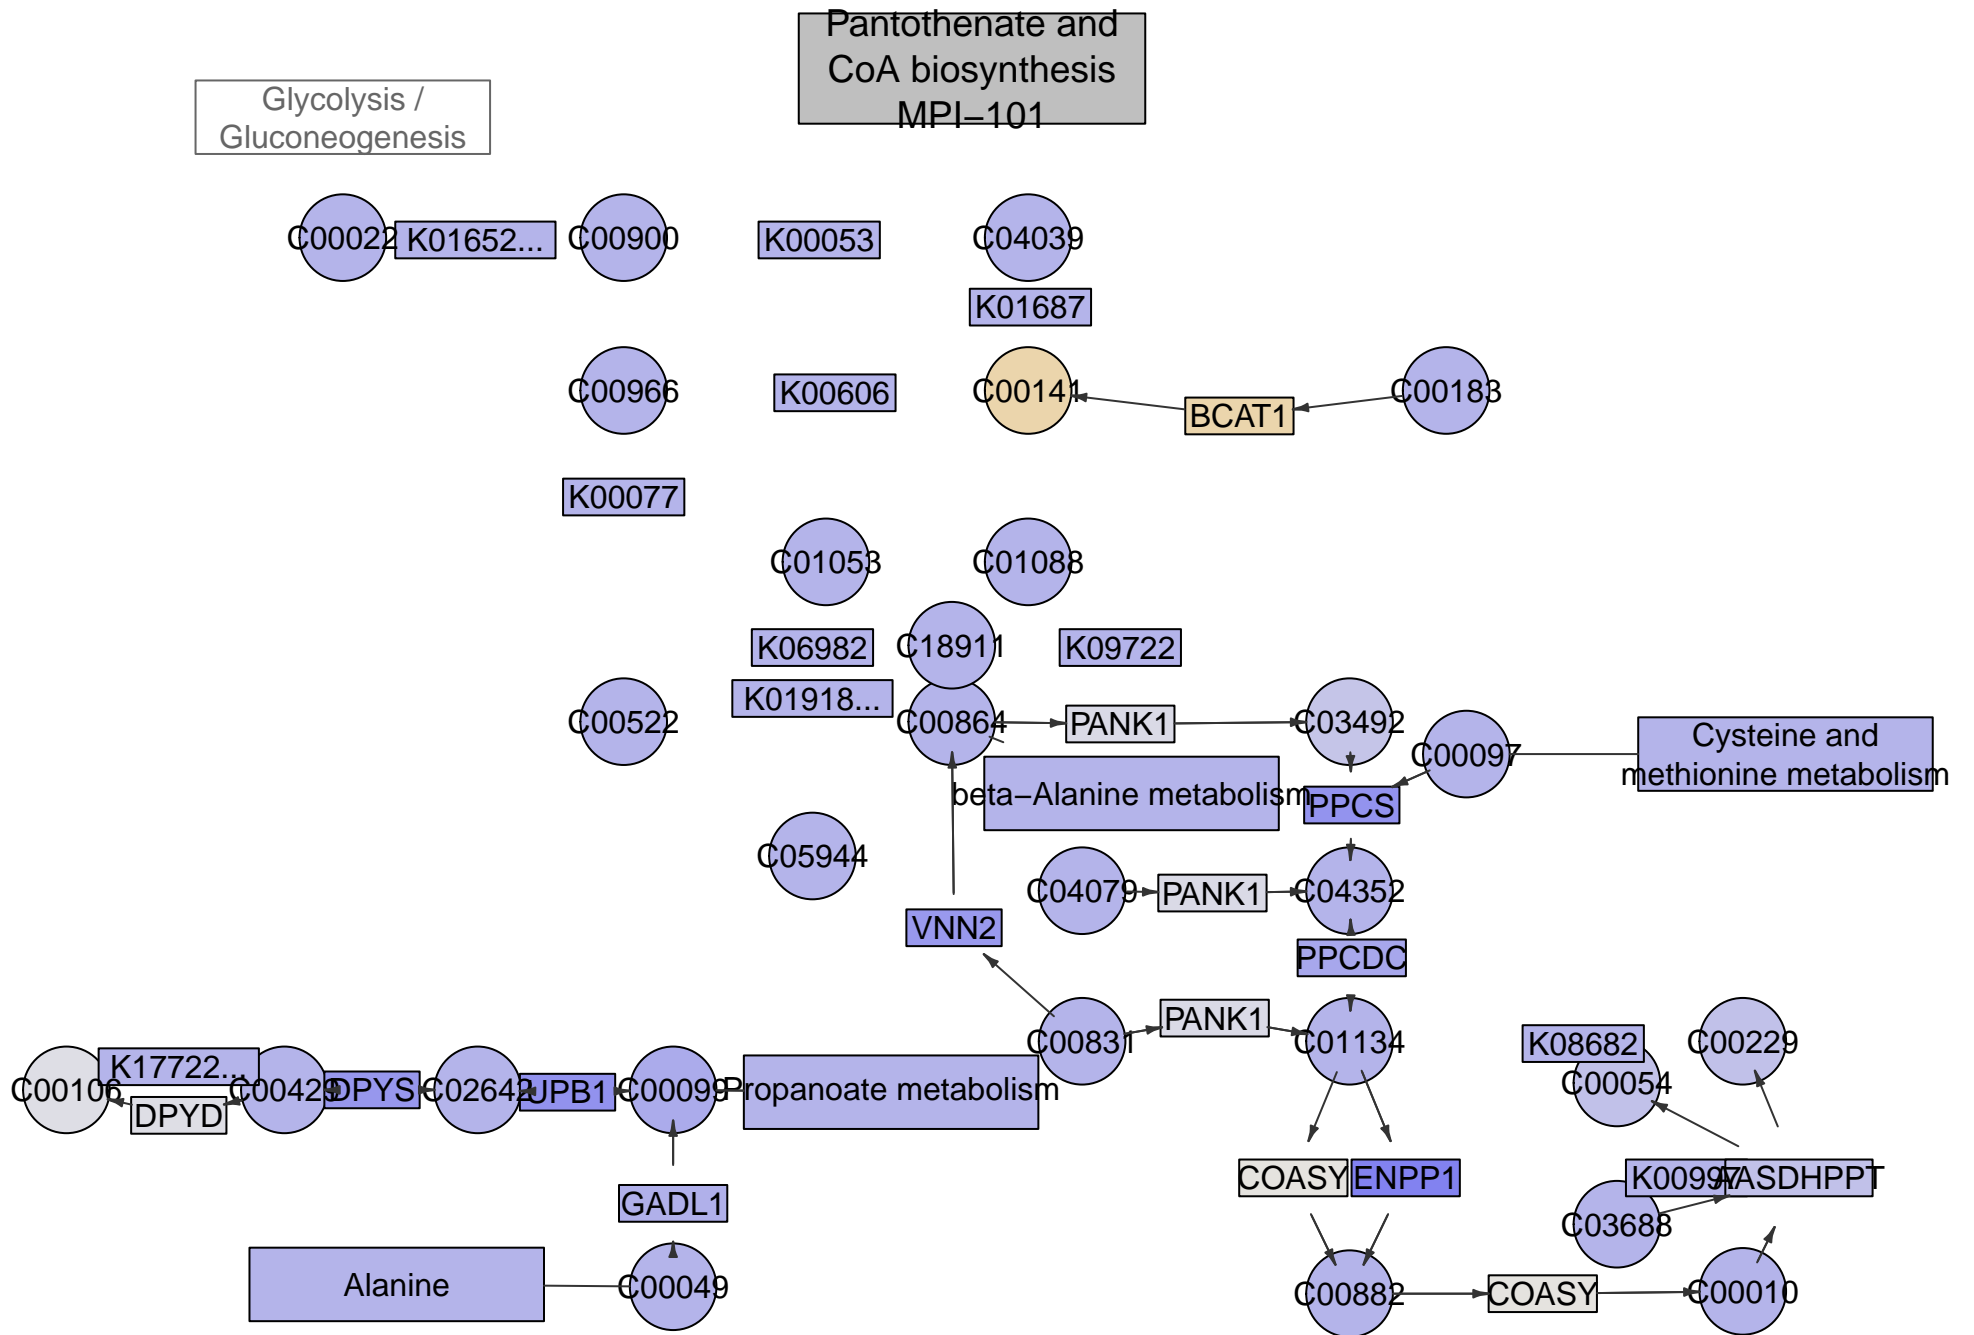 Pantothenate and
CoA biosynthesis
MPI−101
Glycolysis /
Gluconeogenesis
C00022
K01652...
C00900
K00053
C04039
K01687
C00966
K00606
C00141
BCAT1
C00183
K00077
C01053
C01088
K06982
C18911
K09722
K01918...
C00522
C00864
PANK1
C03492
C00097
Cysteine and
methionine metabolism
beta−Alanine metabolism
PPCS
C05944
C04079
PANK1
C04352
VNN2
PPCDC
C00831
PANK1
C01134
K08682
C00229
C00054
C00106
K17722...
DPYD
C00429
DPYS
C02642
UPB1
C00099
Propanoate metabolism
COASY
ENPP1
K00997
AASDHPPT
GADL1
C03688
Alanine
C00049
C00882
COASY
C00010